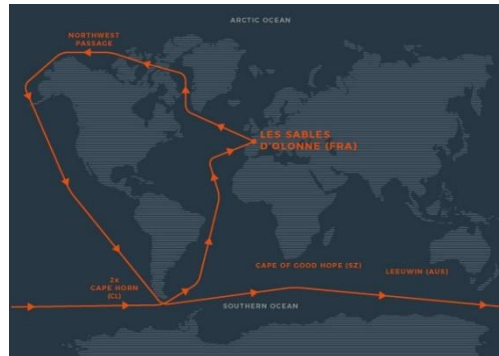 ARCTIC OCEAN
NORTHWEST
PASSAGE
LES SABLES
D'OLONNE (FRA)
CAPE OF GOOD HOPE (SZ)
LEEUWIN (AUS)
2x
CAPE HORN
(CL)
SOUTHERN OCEAN